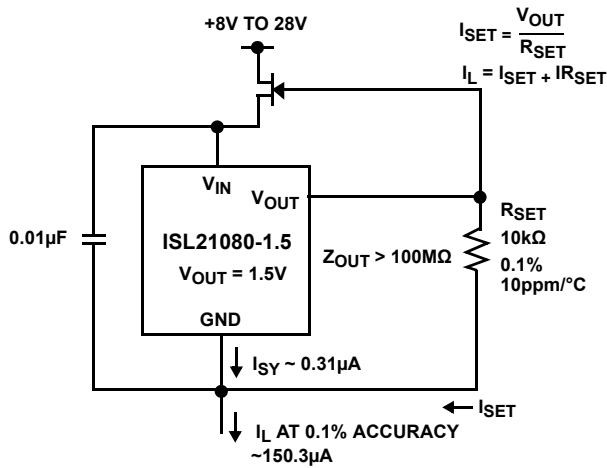 +8V TO 28V
I_SET = V_OUT
R_SET
I_L = I_SET + IR_SET
V_IN
V_OUT
0.01µF
ISL21080-1.5
V_OUT = 1.5V
GND
Z_OUT > 100MΩ
R_SET
10kΩ
0.1%
10ppm/°C
I_SY ~ 0.31µA
I_SET
I_L AT 0.1% ACCURACY
~150.3µA